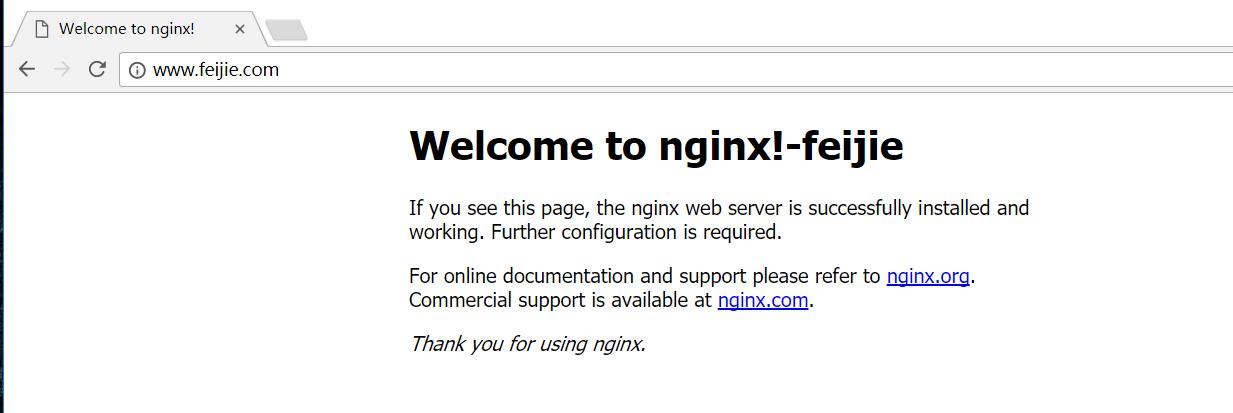 Welcome to nginx!
www.feijie.com
Welcome to nginx!-feijie
If you see this page, the nginx web server is successfully installed and
working. Further configuration is required.
For online documentation and support please refer to nginx.org.
Commercial support is available at nginx.com.
Thank you for using nginx.